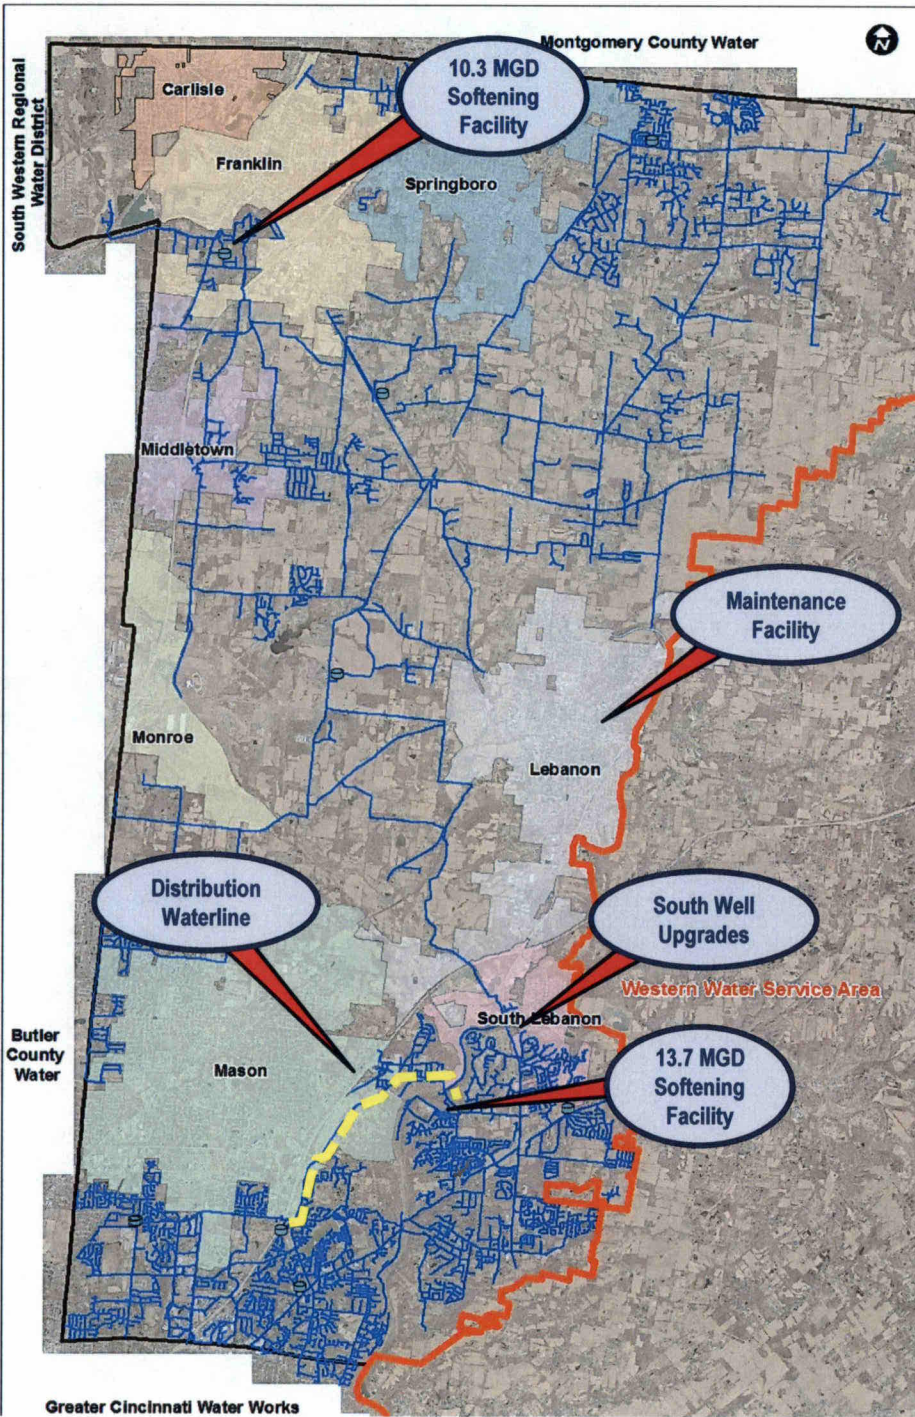 Montgomery County Water
N
South Western Regional
Water District
Carlisle
10.3 MGD
Softening
Facility
Franklin
Springboro
Middletown
Maintenance
Facility
Monroe
Lebanon
Distribution
Waterline
South Well
Upgrades
Western Water Service Area
South Lebanon
Butler
County
Water
Mason
13.7 MGD
Softening
Facility
Greater Cincinnati Water Works